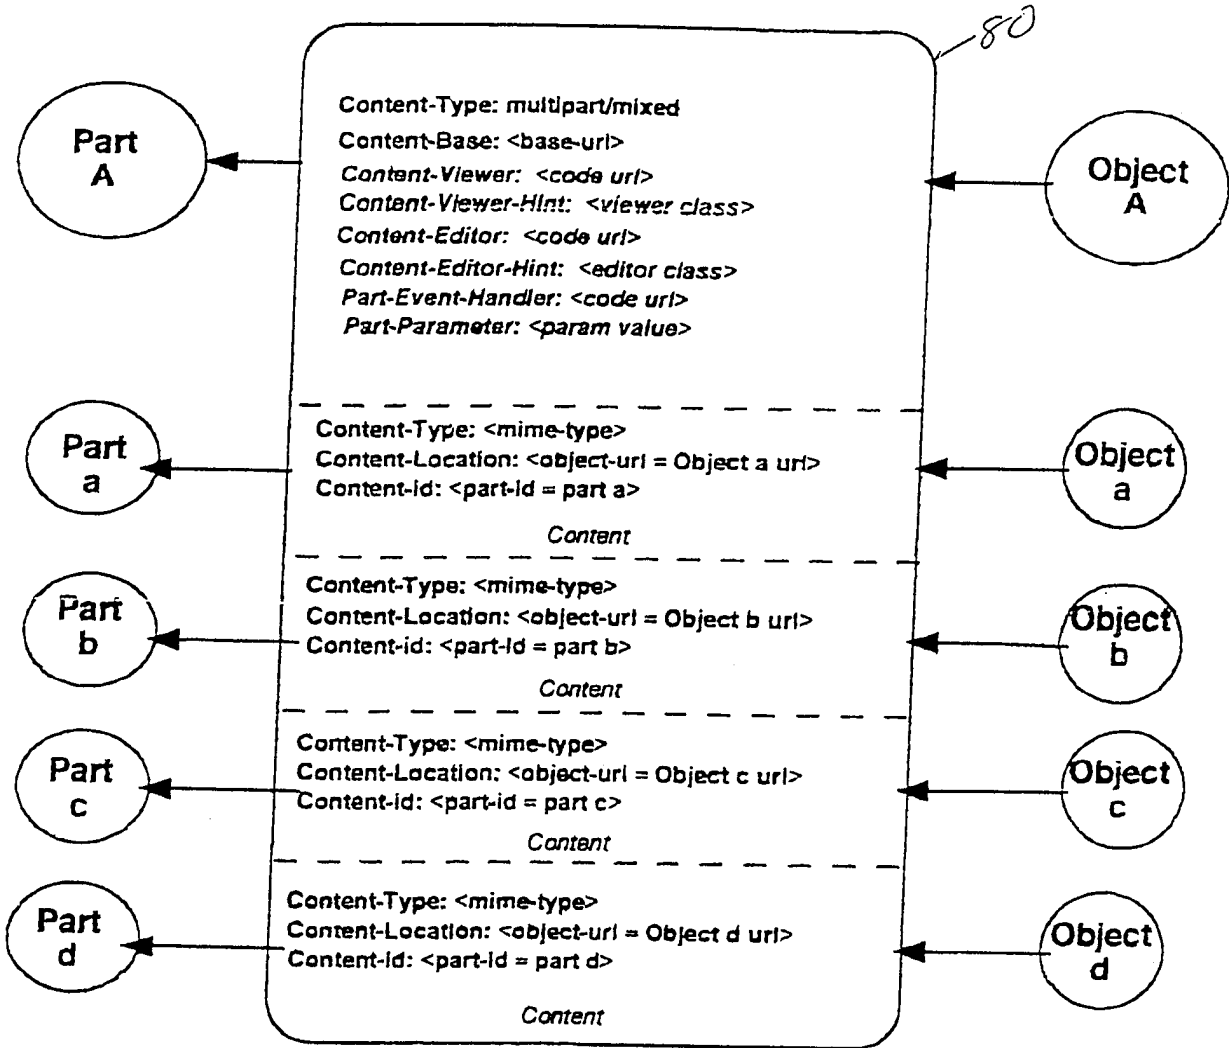 80
Part
A
Content-Type: multipart/mixed
Content-Base: <base-url>
Content-Viewer: <code url>
Content-Viewer-Hint: <viewer class>
Content-Editor: <code url>
Content-Editor-Hint: <editor class>
Part-Event-Handler: <code url>
Part-Parameter: <param value>
Object
A
Part
a
Content-Type: <mime-type>
Content-Location: <object-url = Object a url>
Content-id: <part-id = part a>
Content
Object
a
Part
b
Content-Type: <mime-type>
Content-Location: <object-url = Object b url>
Content-id: <part-id = part b>
Content
Object
b
Part
c
Content-Type: <mime-type>
Content-Location: <object-url = Object c url>
Content-id: <part-id = part c>
Content
Object
c
Part
d
Content-Type: <mime-type>
Content-Location: <object-url = Object d url>
Content-id: <part-id = part d>
Content
Object
d